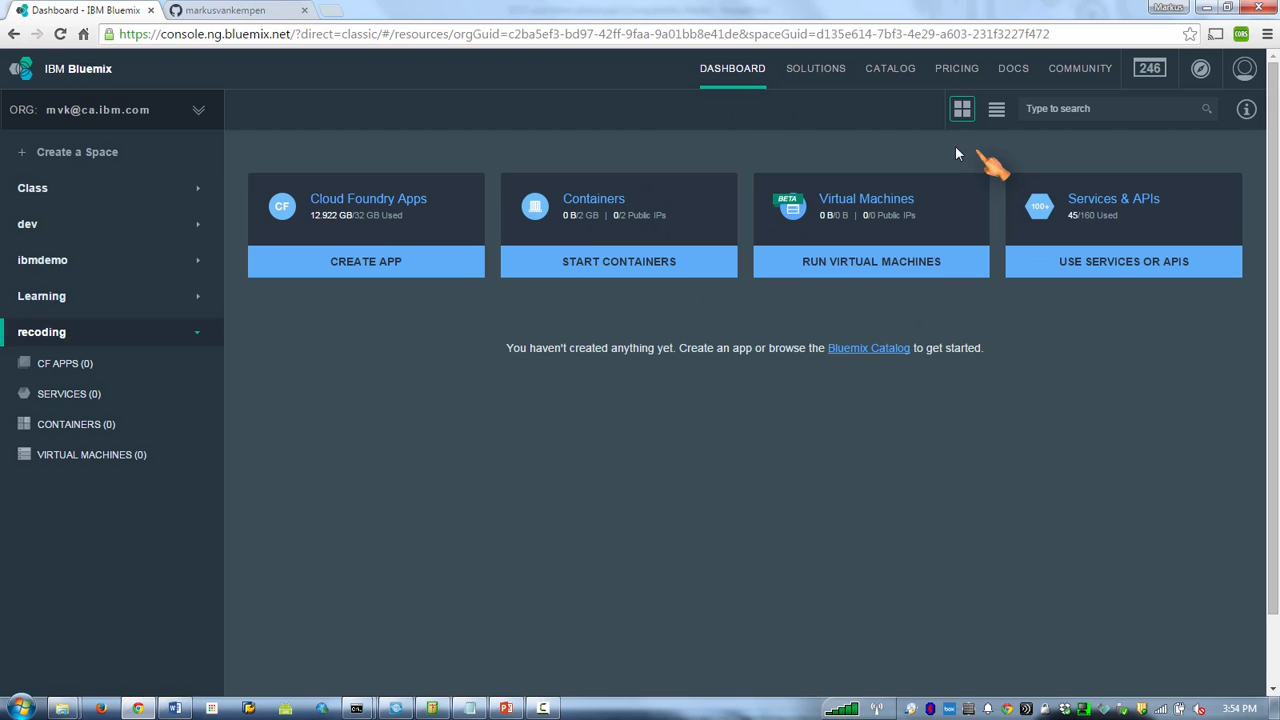 Dashboard - IBM Bluemix
markusvankempen
Markus
https://console.ng.bluemix.net/?direct=classic/#/resources/orgGuid=c2ba5ef3-1d97-42ff-9faa-9a01bb8e41de&spaceGuid=d135e614-7bf3-4e29-a603-231f3227f472
CORS
IBM Bluemix
DASHBOARD
SOLUTIONS
CATALOG
PRICING
DOCS
COMMUNITY
246
ORG: mvk@ca.ibm.com
Type to search
+ Create a Space
Class
dev
ibmdemo
Learning
recoding
CF APPS (0)
SERVICES (0)
CONTAINERS (0)
VIRTUAL MACHINES (0)
CF
Cloud Foundry Apps
12.922 GB/32 GB Used
CREATE APP
Containers
0 B/2 GB | 0/2 Public IPs
START CONTAINERS
BETA
Virtual Machines
0 B/0 B | 0/0 Public IPs
RUN VIRTUAL MACHINES
100+
Services & APIs
45/160 Used
USE SERVICES OR APIS
You haven't created anything yet. Create an app or browse the Bluemix Catalog to get started.
3:54 PM